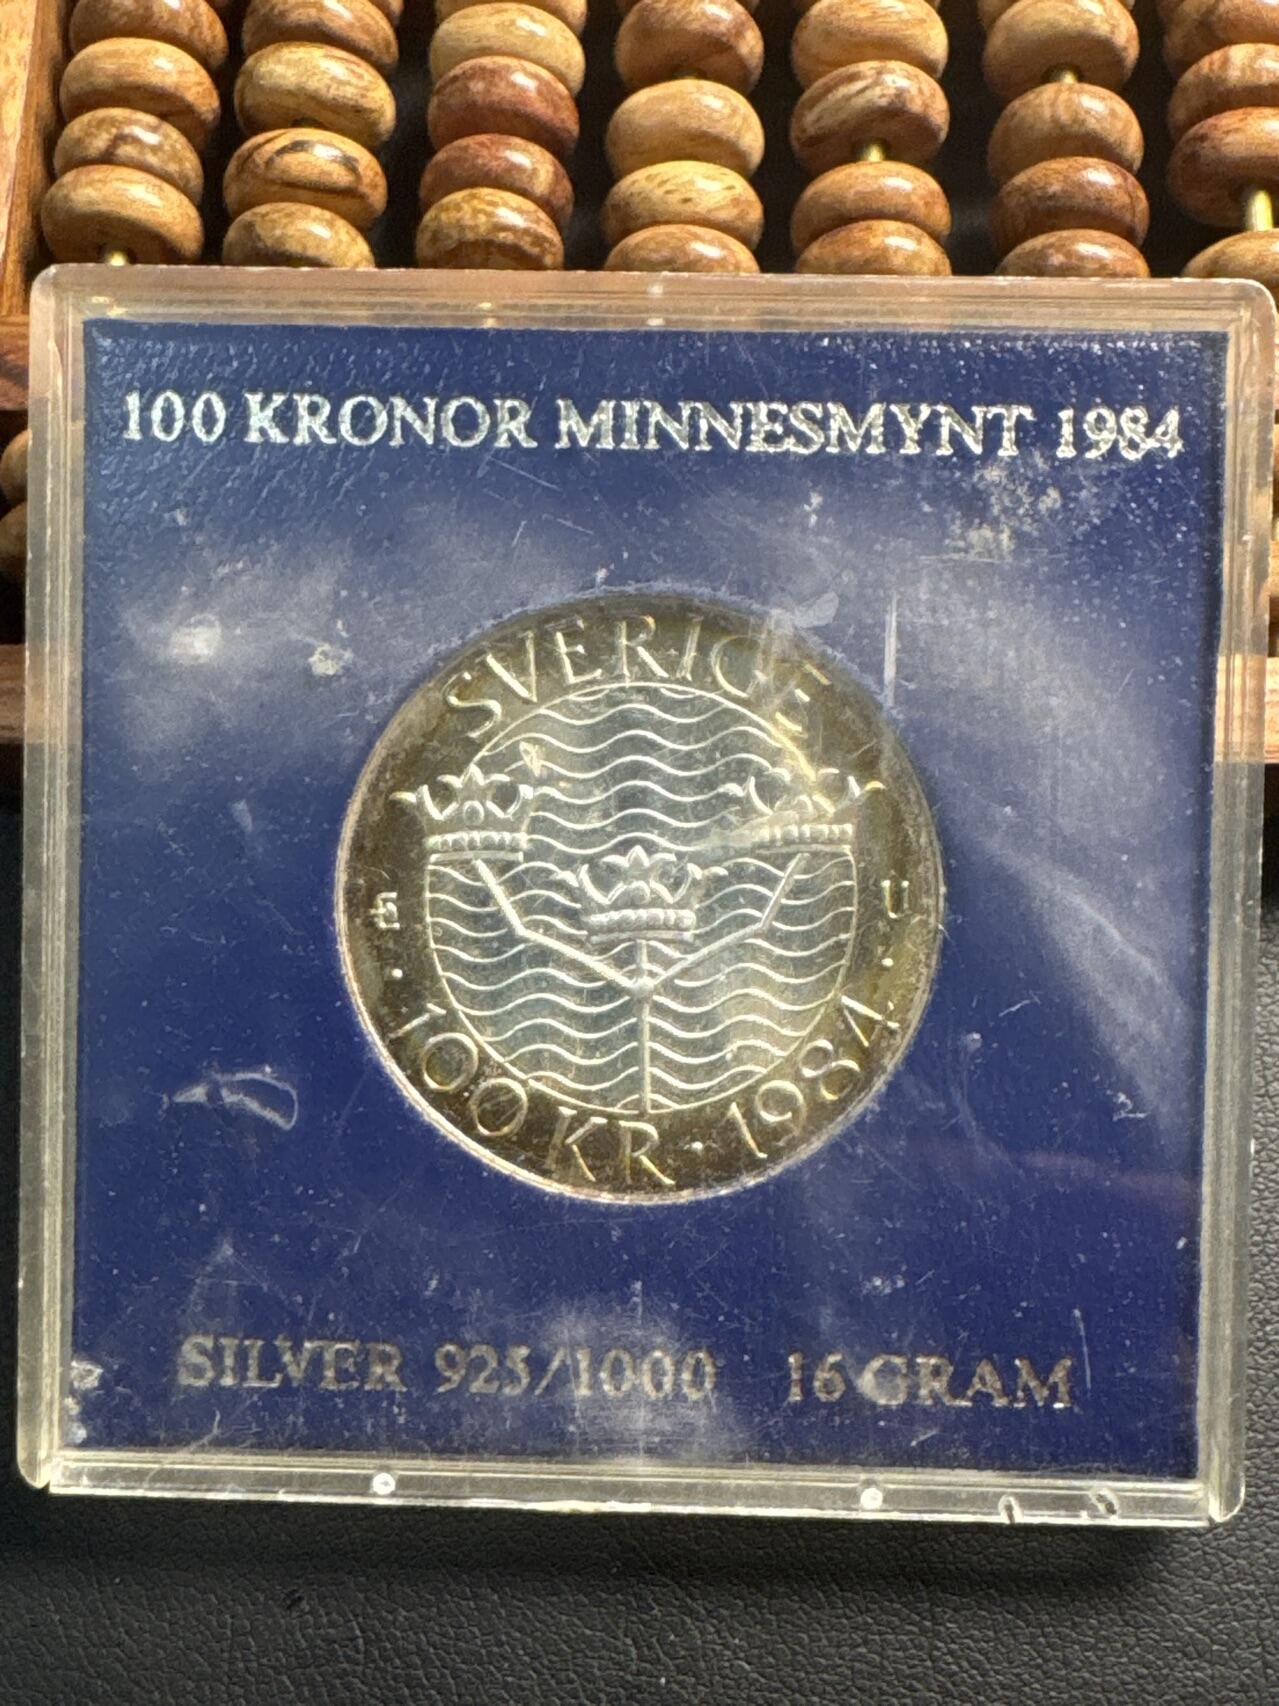 100 KRONOR MINNESMYNT 1984
SVERIGE
U
· 100 KR · 1984 ·
SILVER 925/1000 16 GRAM